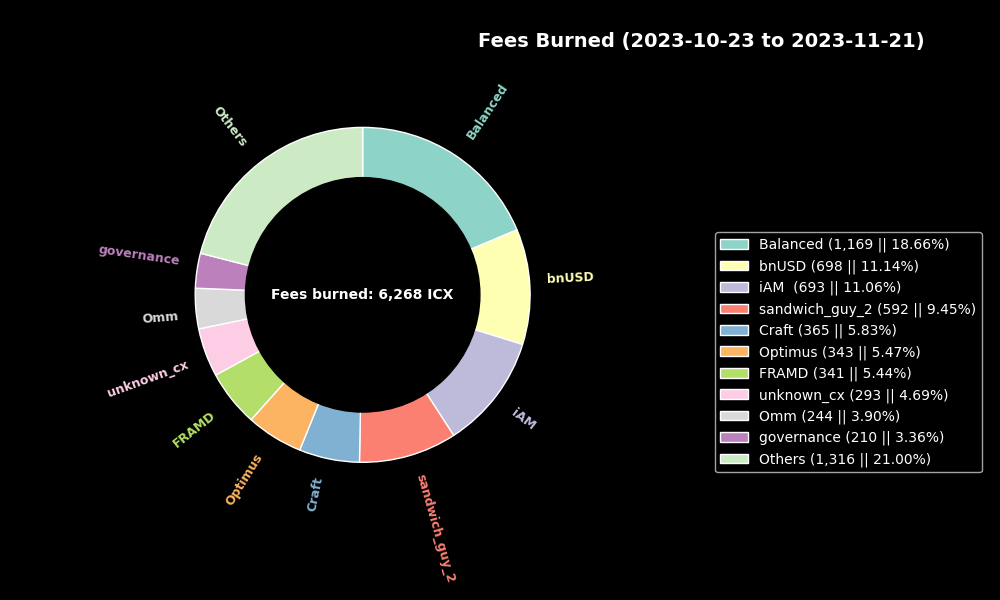 Fees Burned (2023-10-23 to 2023-11-21)
Balanced
Others
governance
bnUSD
Fees burned: 6,268 ICX
Omm
unknown_cx
iAM
FRAMD
Optimus
Craft
sandwich_guy_2
Balanced (1,169 || 18.66%)
bnUSD (698 || 11.14%)
iAM  (693 || 11.06%)
sandwich_guy_2 (592 || 9.45%)
Craft (365 || 5.83%)
Optimus (343 || 5.47%)
FRAMD (341 || 5.44%)
unknown_cx (293 || 4.69%)
Omm (244 || 3.90%)
governance (210 || 3.36%)
Others (1,316 || 21.00%)